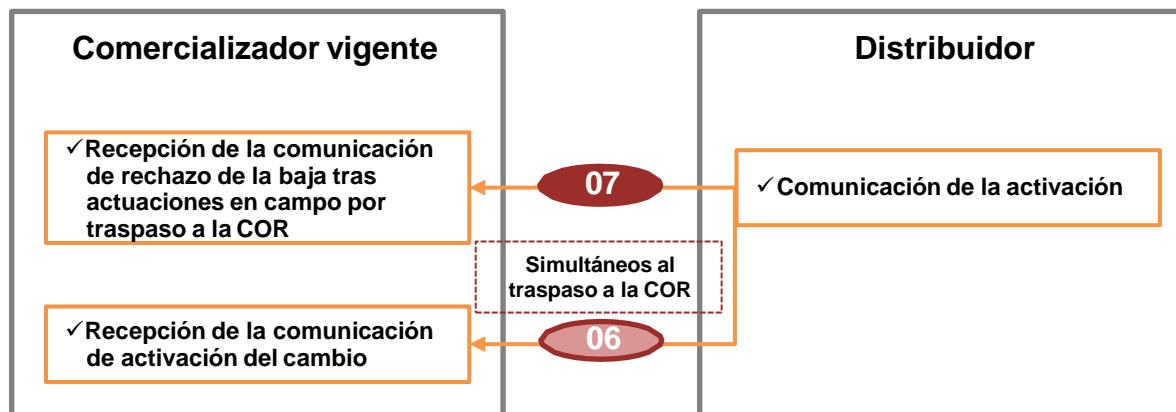 Comercializador vigente
✓Recepción de la comunicación
de rechazo de la baja tras
actuaciones en campo por
traspaso a la COR
07
Simultáneos al
traspaso a la COR
✓Recepción de la comunicación
de activación del cambio
06
Distribuidor
✓Comunicación de la activación